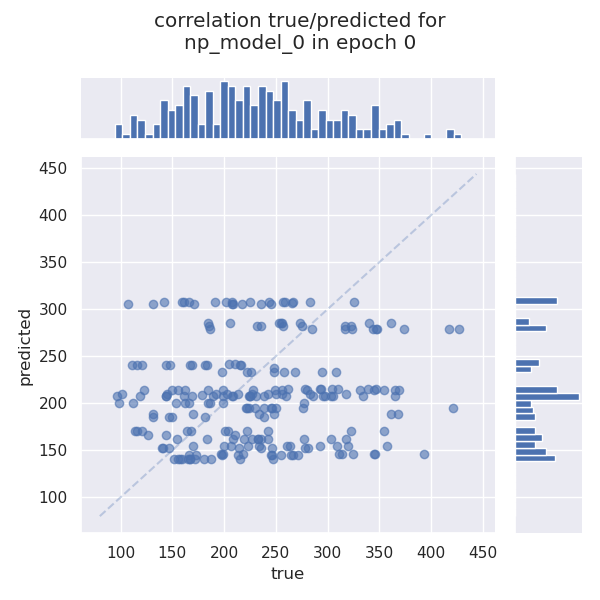 correlation true/predicted for
np_model_0 in epoch 0
450
400
350
300
250
200
150
100
predicted
100 150 200 250 300 350 400 450
true